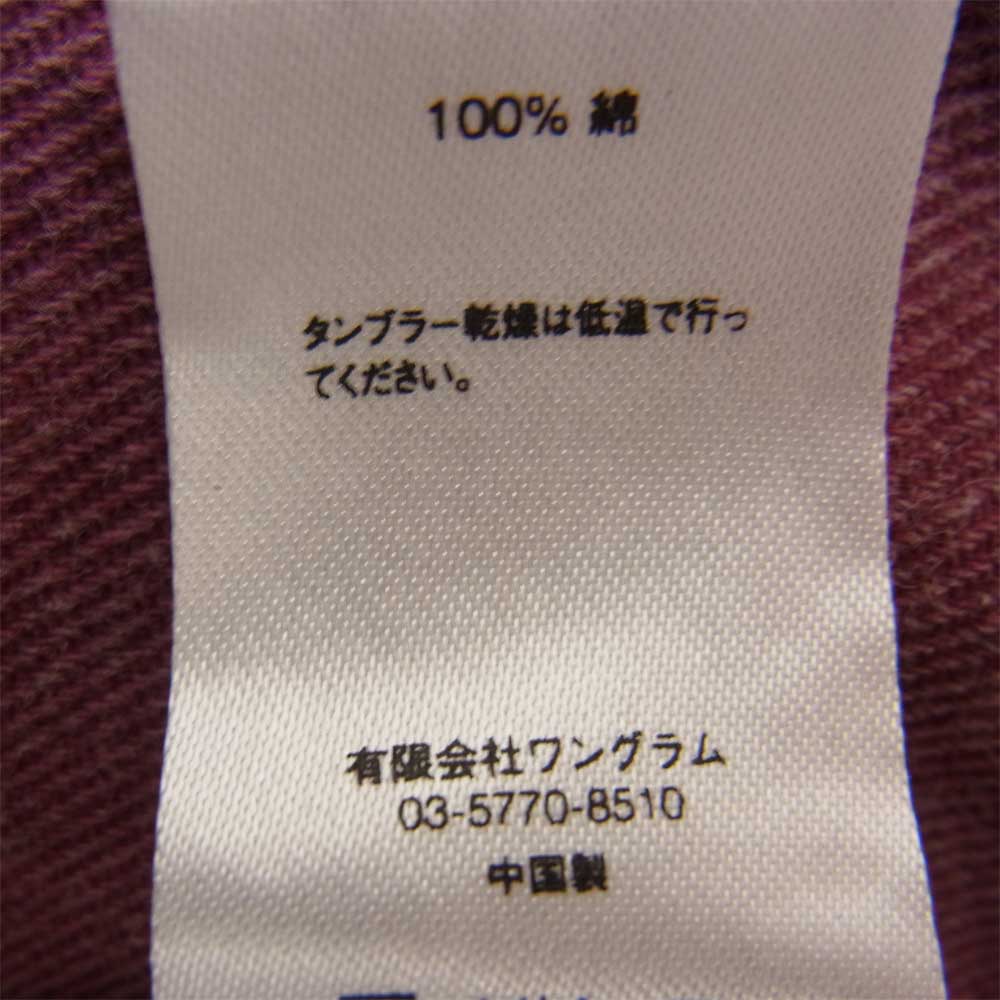 100% 綿
タンブラー乾燥は低温で行っ
てください。
有限会社ワングラム
03-5770-8510
中国製